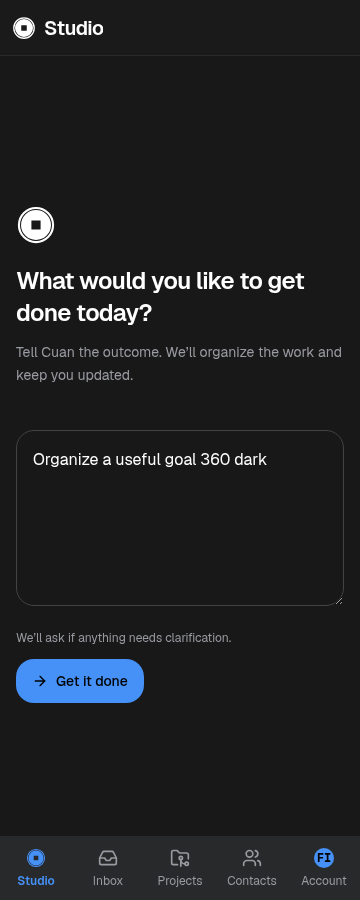 Studio
What would you like to get
done today?
Tell Cuan the outcome. We’ll organize the work and
keep you updated.
Organize a useful goal 360 dark
We’ll ask if anything needs clarification.
Get it done
FI
Studio
Inbox
Projects
Contacts
Account